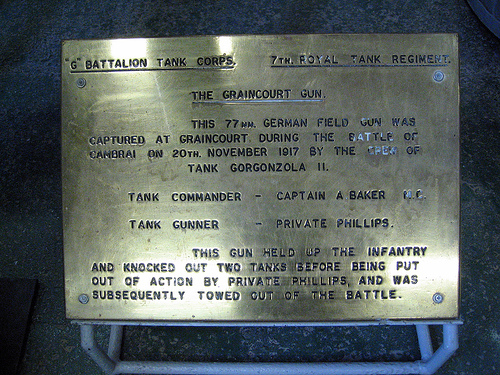 "G" BATTALION TANK CORPS. 7TH. ROYAL TANK REGIMENT.
THE GRAINCOURT GUN.
THIS 77MM. GERMAN FIELD GUN WAS
CAPTURED AT GRAINCOURT DURING THE BATTLE OF
CAMBRAI ON 20TH. NOVEMBER 1917 BY THE CREW OF
TANK GORGONZOLA II.
TANK COMMANDER - CAPTAIN A BAKER M.C.
TANK GUNNER - PRIVATE PHILLIPS.
THIS GUN HELD UP THE INFANTRY
AND KNOCKED OUT TWO TANKS BEFORE BEING PUT
OUT OF ACTION BY PRIVATE PHILLIPS, AND WAS
SUBSEQUENTLY TOWED OUT OF THE BATTLE.